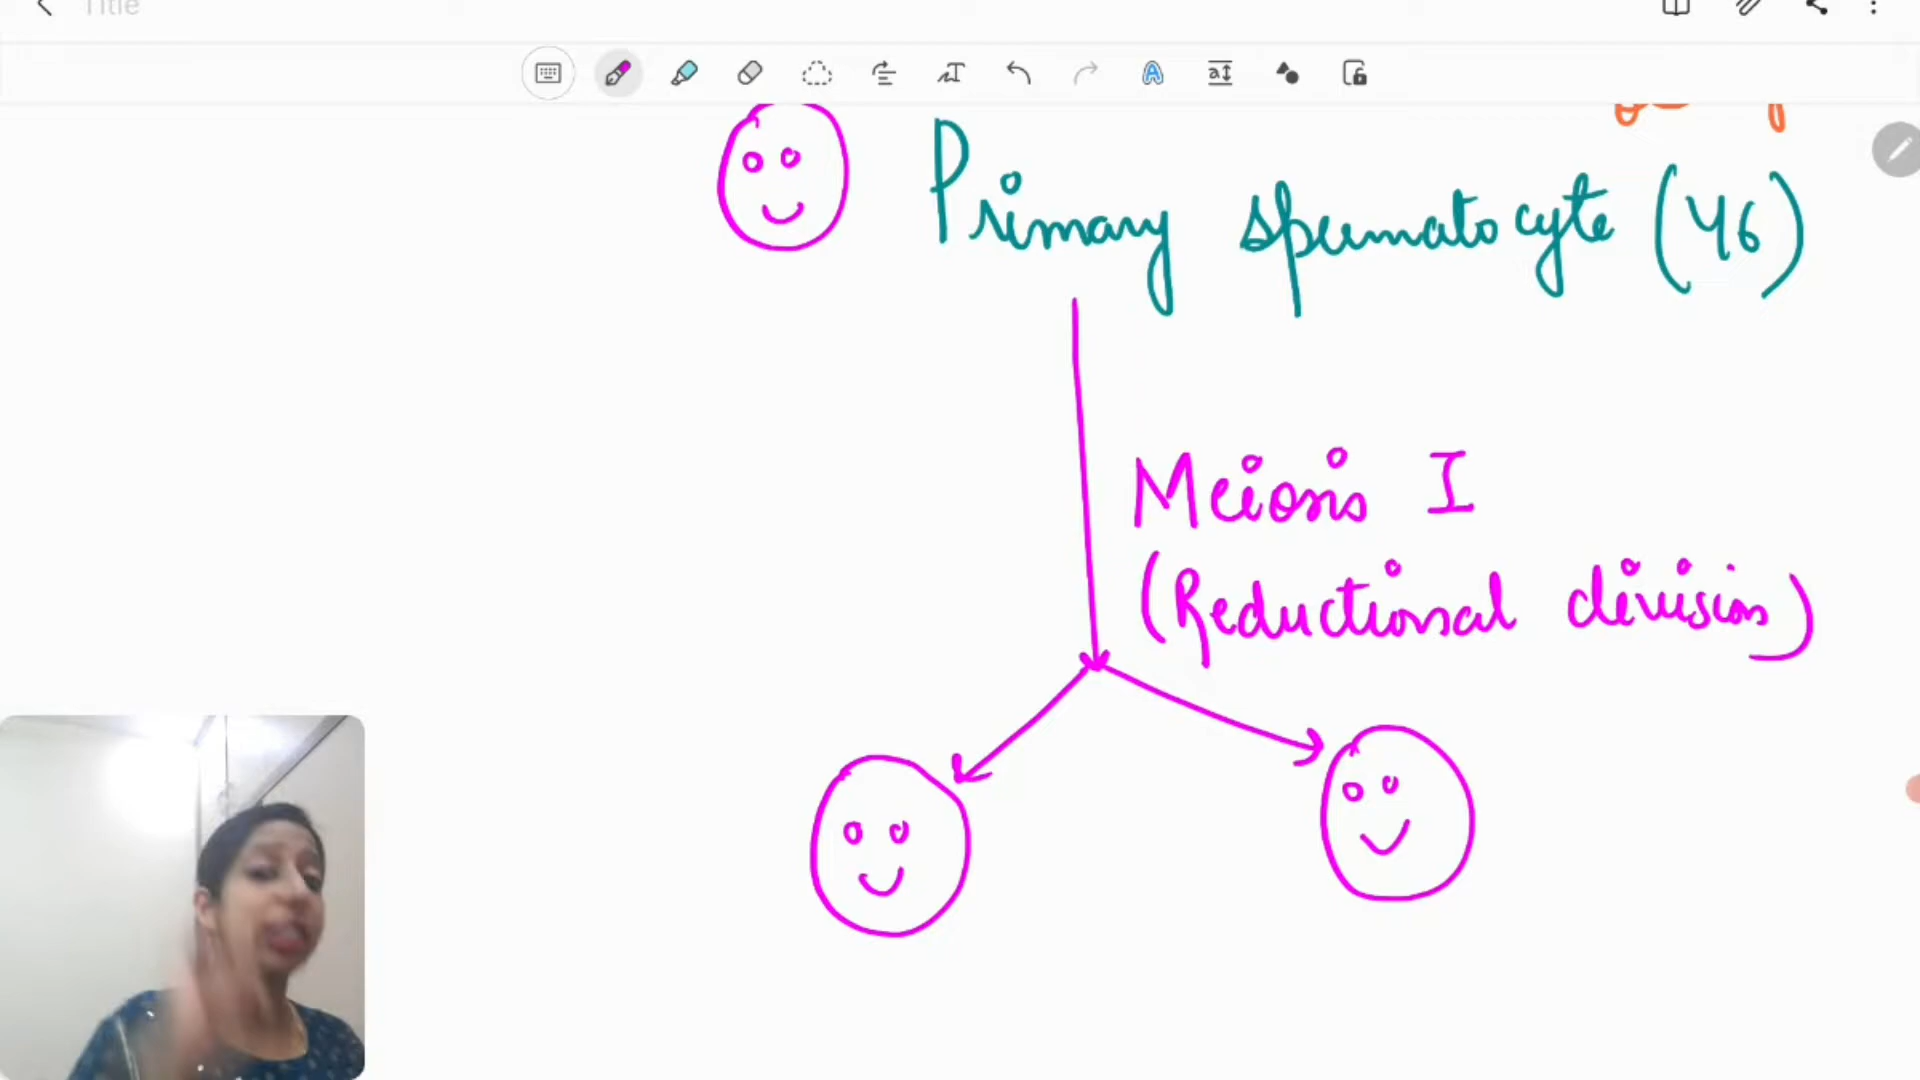 Title
Primary spermatocyte (46)
Meiosis I
(Reductional division)